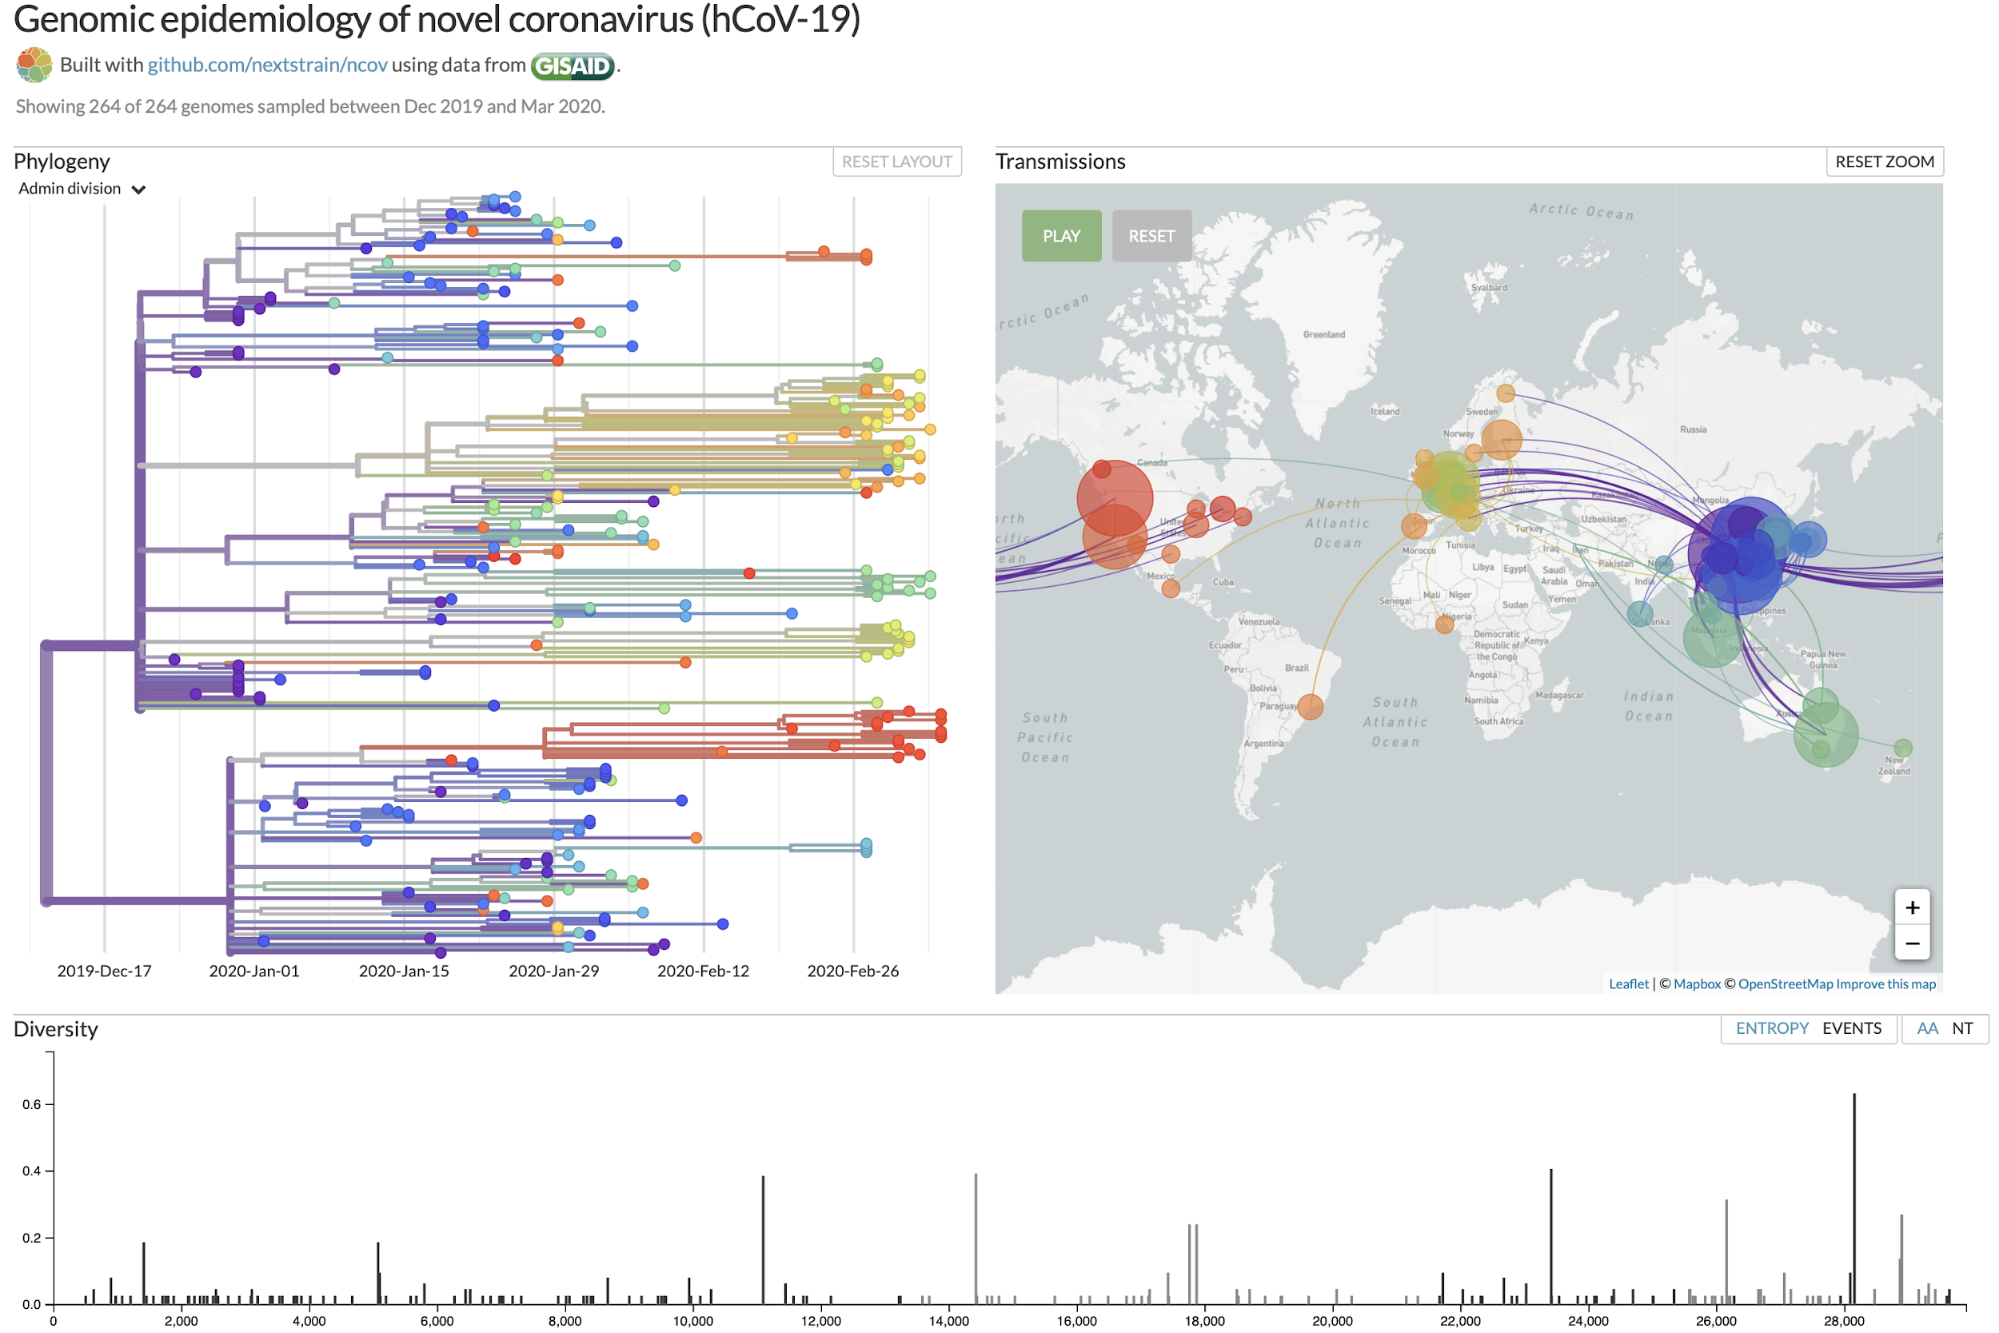 Genomic epidemiology of novel coronavirus (hCoV-19)
Built with github.com/nextstrain/ncov using data from GISAID.
Showing 264 of 264 genomes sampled between Dec 2019 and Mar 2020.
Phylogeny
RESET LAYOUT
Admin division
2019-Dec-17
2020-Jan-01
2020-Jan-15
2020-Jan-29
2020-Feb-12
2020-Feb-26
Transmissions
RESET ZOOM
PLAY
RESET
Arctic Ocean
Svalbard
rctic Ocean
Greenland
Iceland
Sweden
Norway
Russia
Canada
North
Atlantic
Ocean
Ukraine
Kazakhstan
Mongolia
Uzbekistan
United
States
Spain
Turkey
Morocco
Tunisia
Iraq
Iran
Pakistan
Nepal
Libya
Egypt
Saudi
Arabia
Oman
India
Mexico
Cuba
Senegal
Mali
Niger
Sudan
Yemen
Philippines
Venezuela
Nigeria
Sri Lanka
Malaysia
Ecuador
Democratic
Republic of
the Congo
Kenya
Indonesia
Papua New
Guinea
Peru
Brazil
Angola
Bolivia
Namibia
Madagascar
Indian
Ocean
Paraguay
South Africa
South
Atlantic
Ocean
South
Pacific
Ocean
Argentina
New
Zealand
+
−
Leaflet | © Mapbox © OpenStreetMap Improve this map
Diversity
ENTROPY EVENTS
AA NT
0.6
0.4
0.2
0.0
0
2,000
4,000
6,000
8,000
10,000
12,000
14,000
16,000
18,000
20,000
22,000
24,000
26,000
28,000